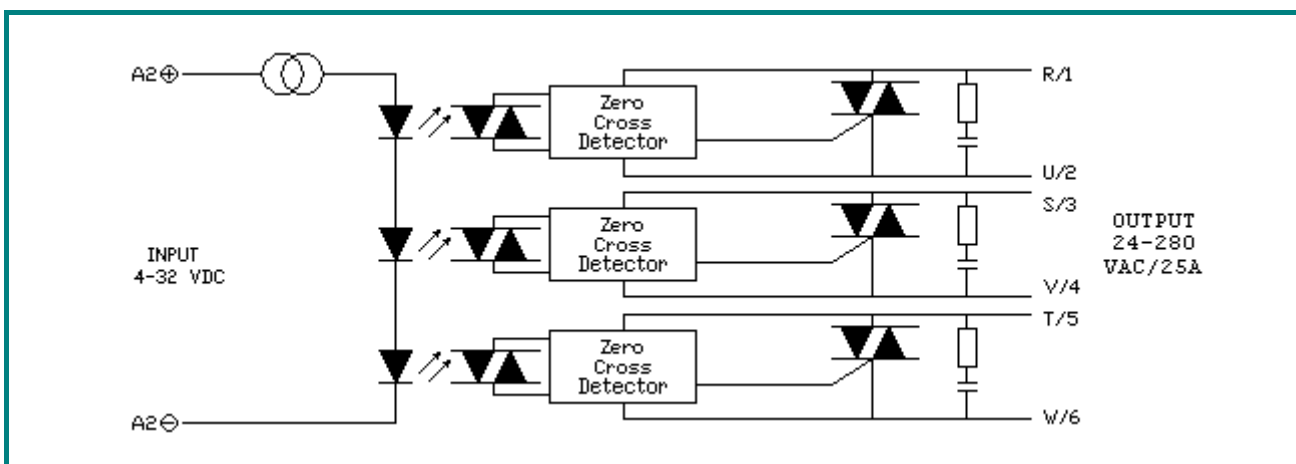 A2⊕
R/1
Zero
Cross
Detector
U/2
S/3
INPUT
4-32 VDC
Zero
Cross
Detector
OUTPUT
24-280
VAC/25A
V/4
T/5
Zero
Cross
Detector
A2⊖
W/6